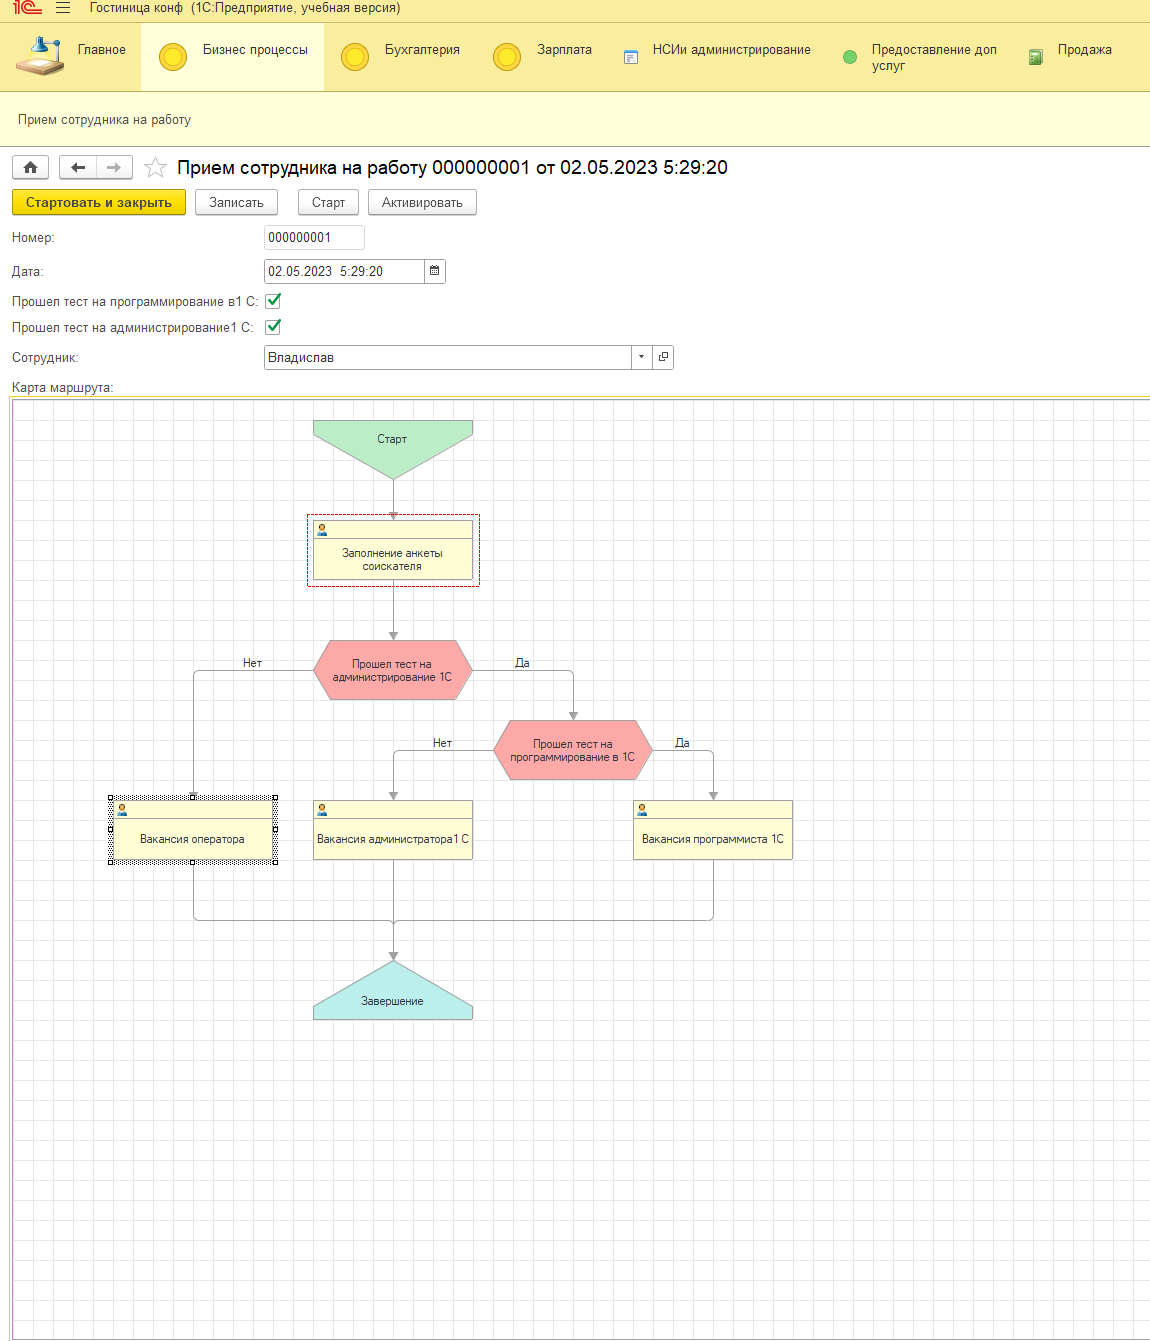 1С Гостиница конф (1С:Предприятие, учебная версия)
Главное
Бизнес процессы
Бухгалтерия
Зарплата
НСИи администрирование
Предоставление доп
услуг
Продажа
Прием сотрудника на работу
Прием сотрудника на работу 000000001 от 02.05.2023 5:29:20
Стартовать и закрыть
Записать
Старт
Активировать
Номер: 000000001
Дата: 02.05.2023 5:29:20
Прошел тест на программирование в1 С:
Прошел тест на администрирование1 С:
Сотрудник: Владислав
Карта маршрута:
Старт
Заполнение анкеты
соискателя
Нет
Прошел тест на
администрирование 1С
Да
Нет
Прошел тест на
программирование в 1С
Да
Вакансия оператора
Вакансия администратора1 С
Вакансия программиста 1С
Завершение